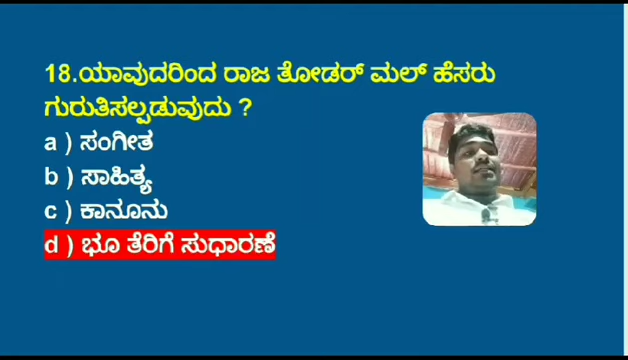 18.ಯಾವುದರಿಂದ ರಾಜ ತೋಡರ್ ಮಲ್ ಹೆಸರು
ಗುರುತಿಸಲ್ಪಡುವುದು ?
a ) ಸಂಗೀತ
b ) ಸಾಹಿತ್ಯ
c ) ಕಾನೂನು
d ) ಭೂ ತೆರಿಗೆ ಸುಧಾರಣೆ